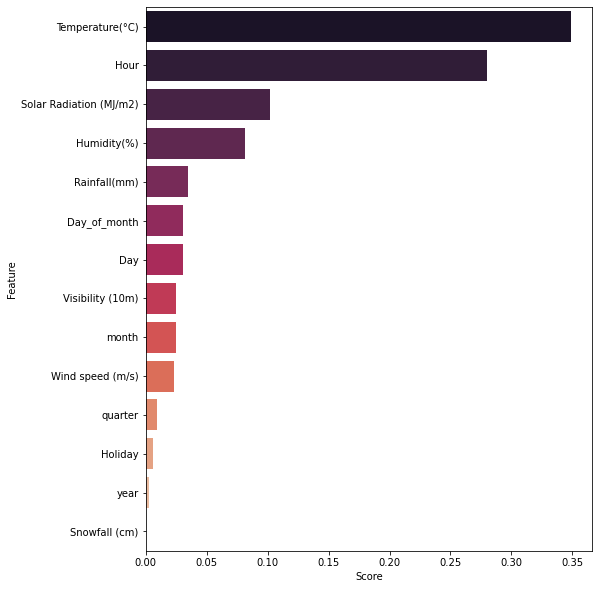 Temperature(°C)
Hour
Solar Radiation (MJ/m2)
Humidity(%)
Rainfall(mm)
Day_of_month
Day
Visibility (10m)
month
Wind speed (m/s)
quarter
Holiday
year
Snowfall (cm)
Feature
0.00 0.05 0.10 0.15 0.20 0.25 0.30 0.35
Score